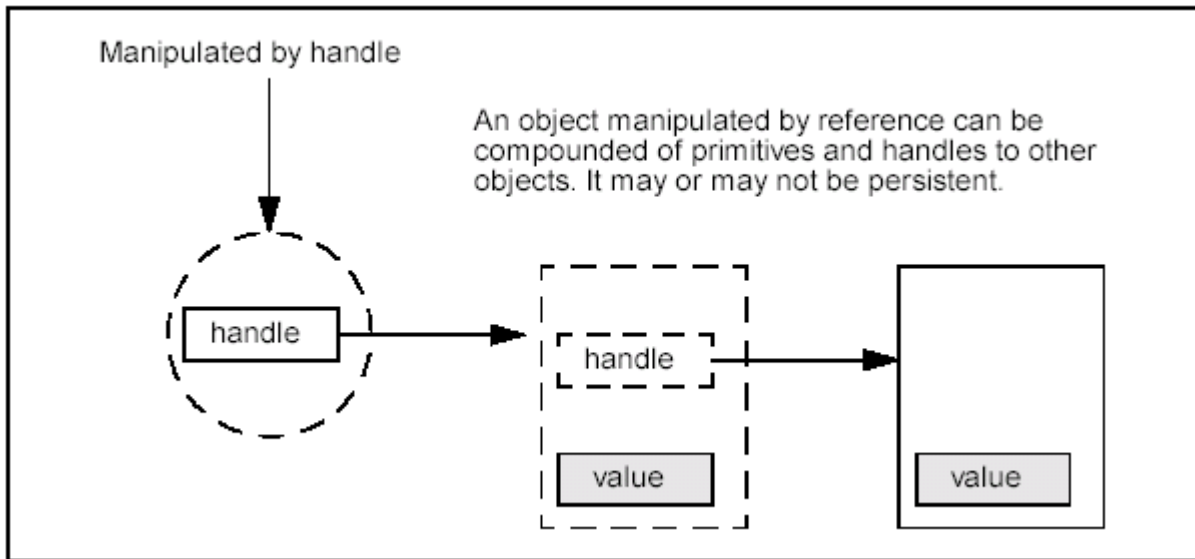 Manipulated by handle
An object manipulated by reference can be
compounded of primitives and handles to other
objects. It may or may not be persistent.
handle
handle
value
value